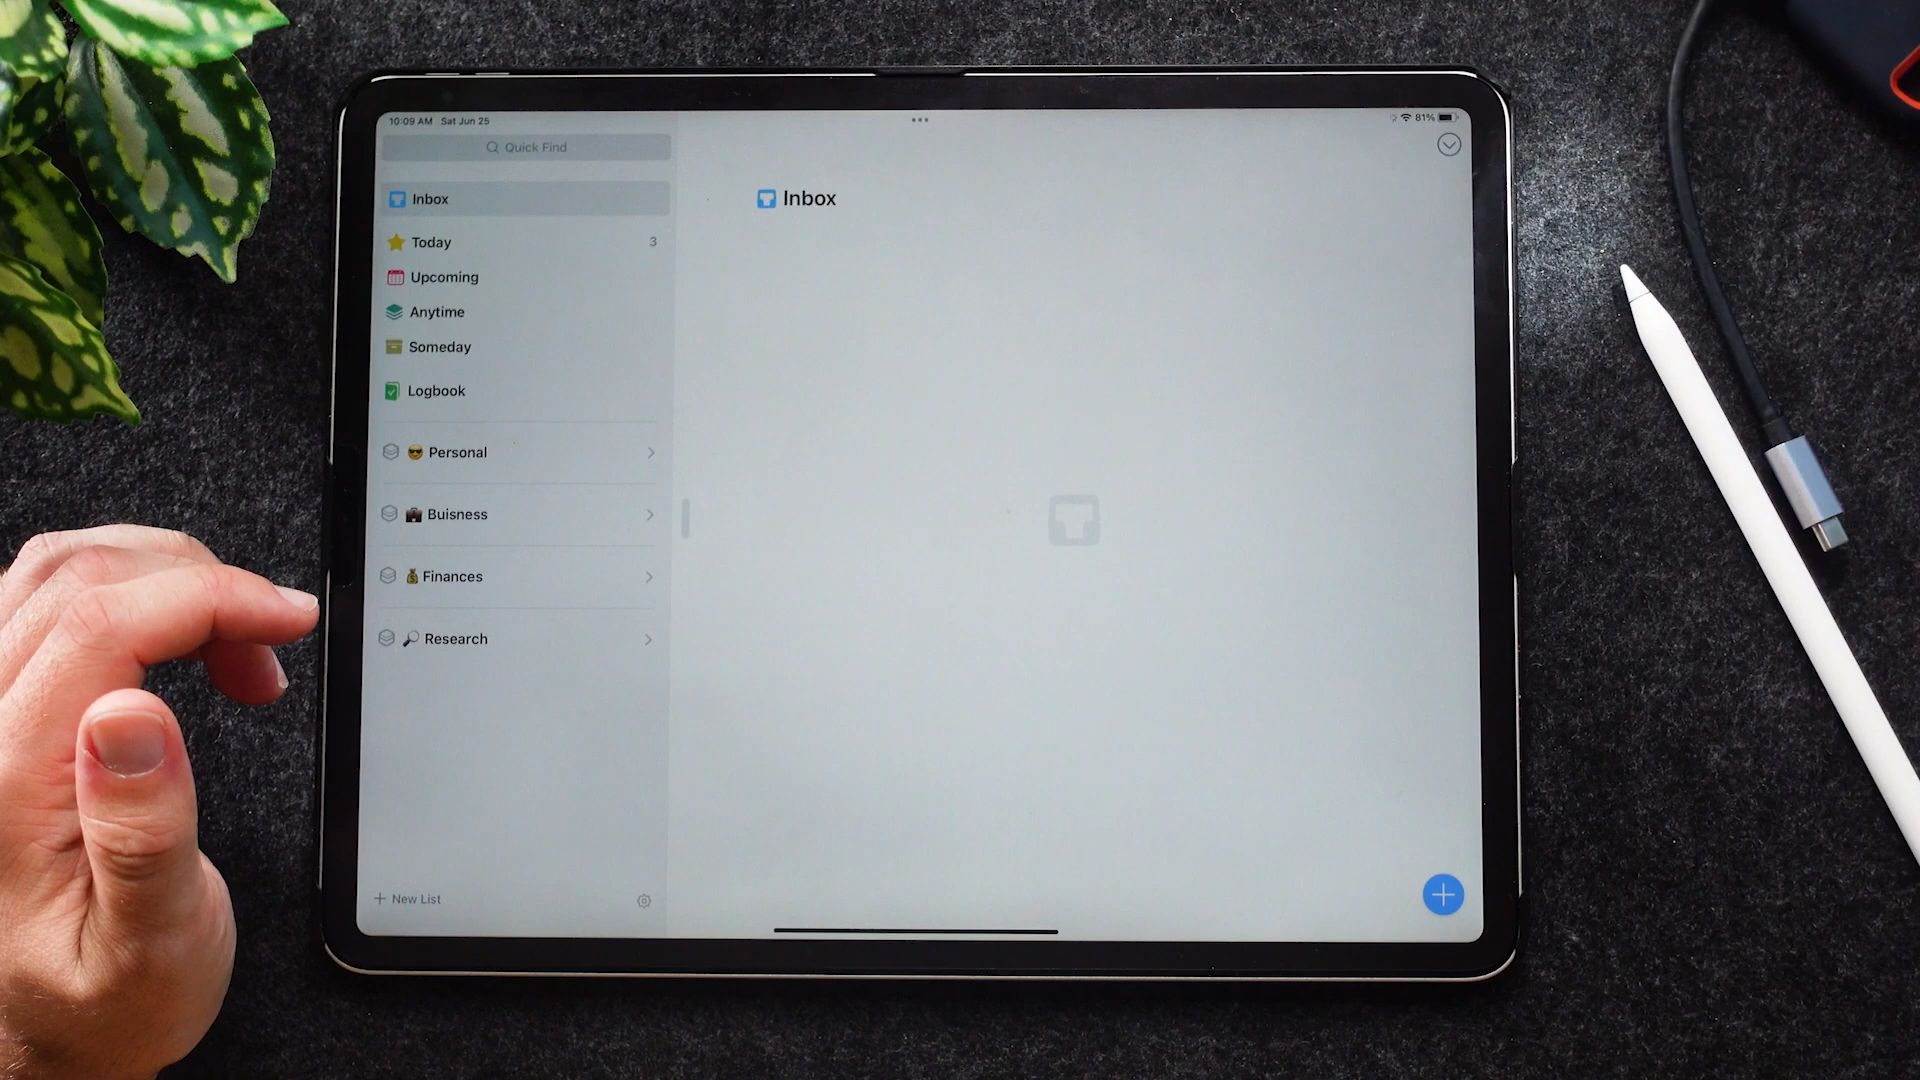 10:09 AM Sat Jun 25
81%
Quick Find
Inbox
Today 3
Upcoming
Anytime
Someday
Logbook
😎 Personal
💼 Buisness
💰 Finances
🔎 Research
+ New List
Inbox